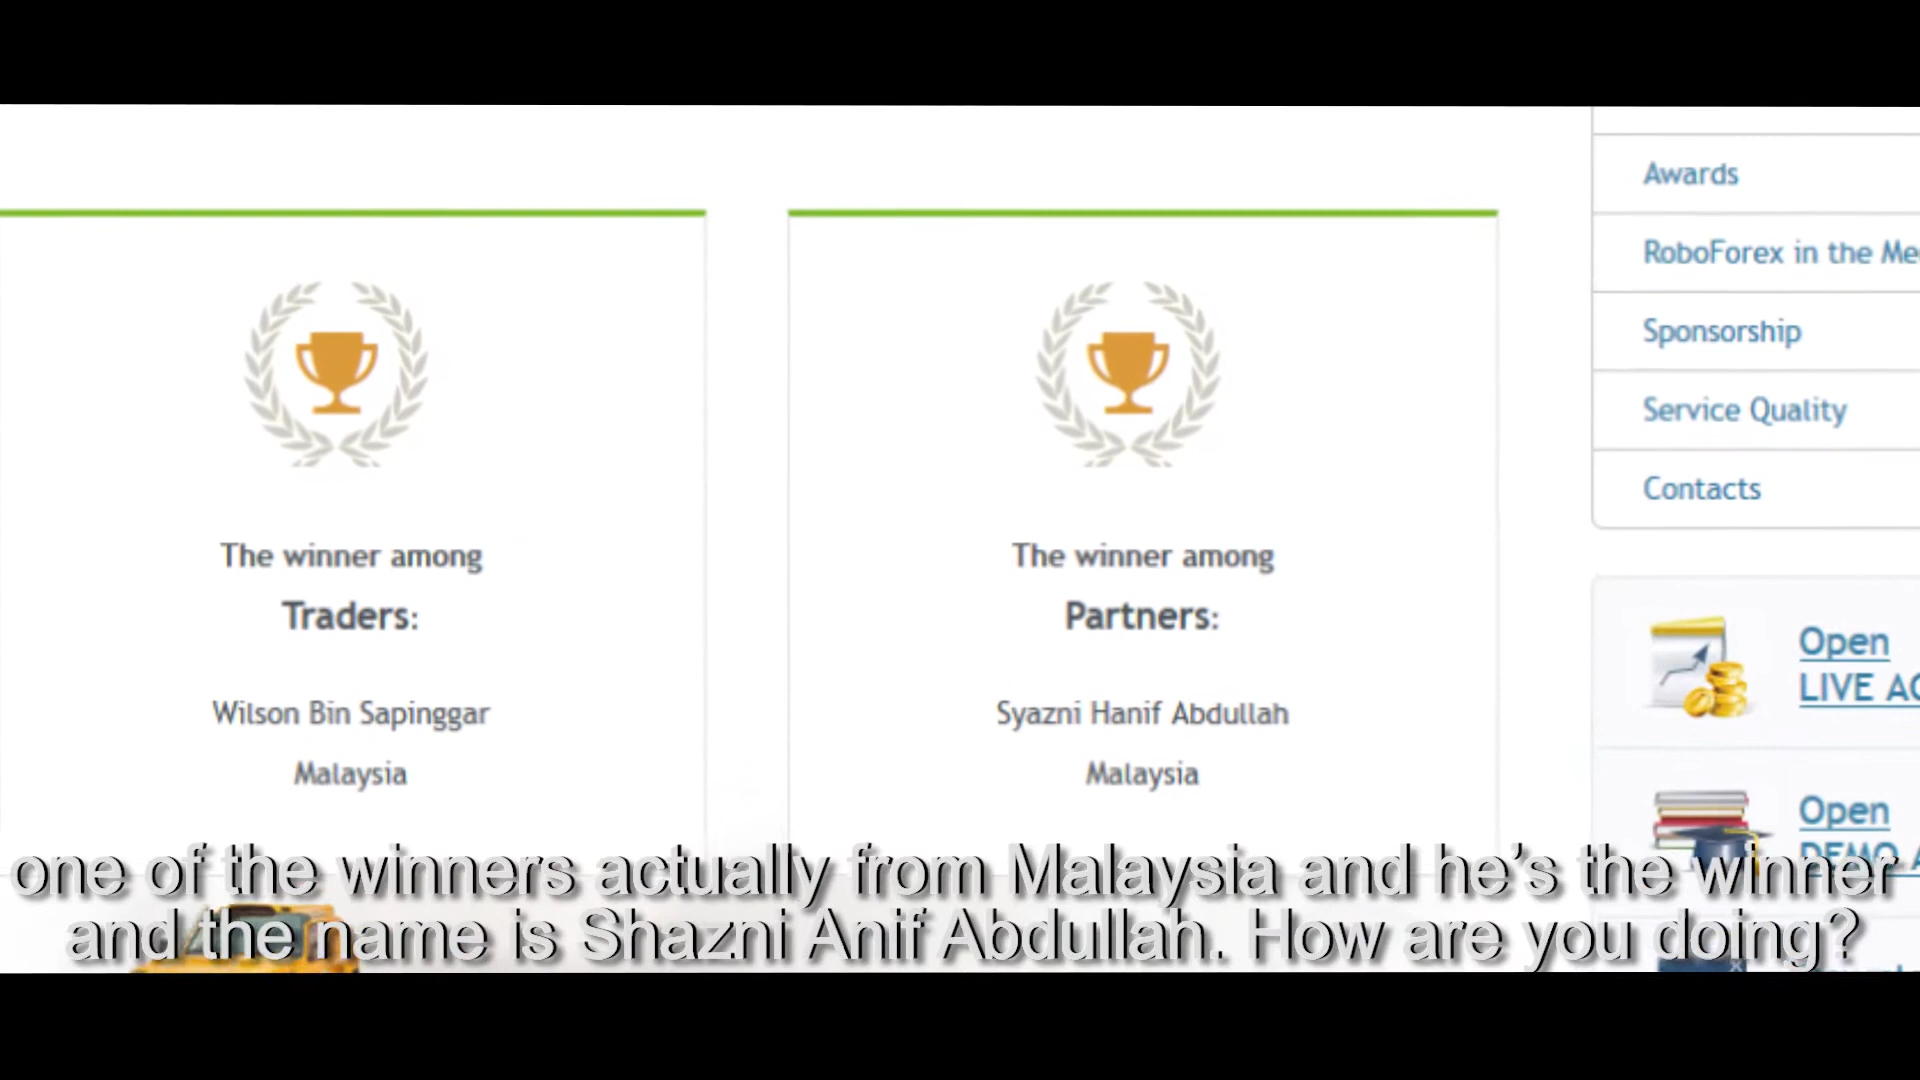 The winner among
Traders:
Wilson Bin Sapinggar
Malaysia
The winner among
Partners:
Syazni Hanif Abdullah
Malaysia
Awards
RoboForex in the
Sponsorship
Service Quality
Contacts
Open
LIVE
Open
DEMO
one of the winners actually from Malaysia and he's the winner
and the name is Shazni Anif Abdullah. How are you doing?